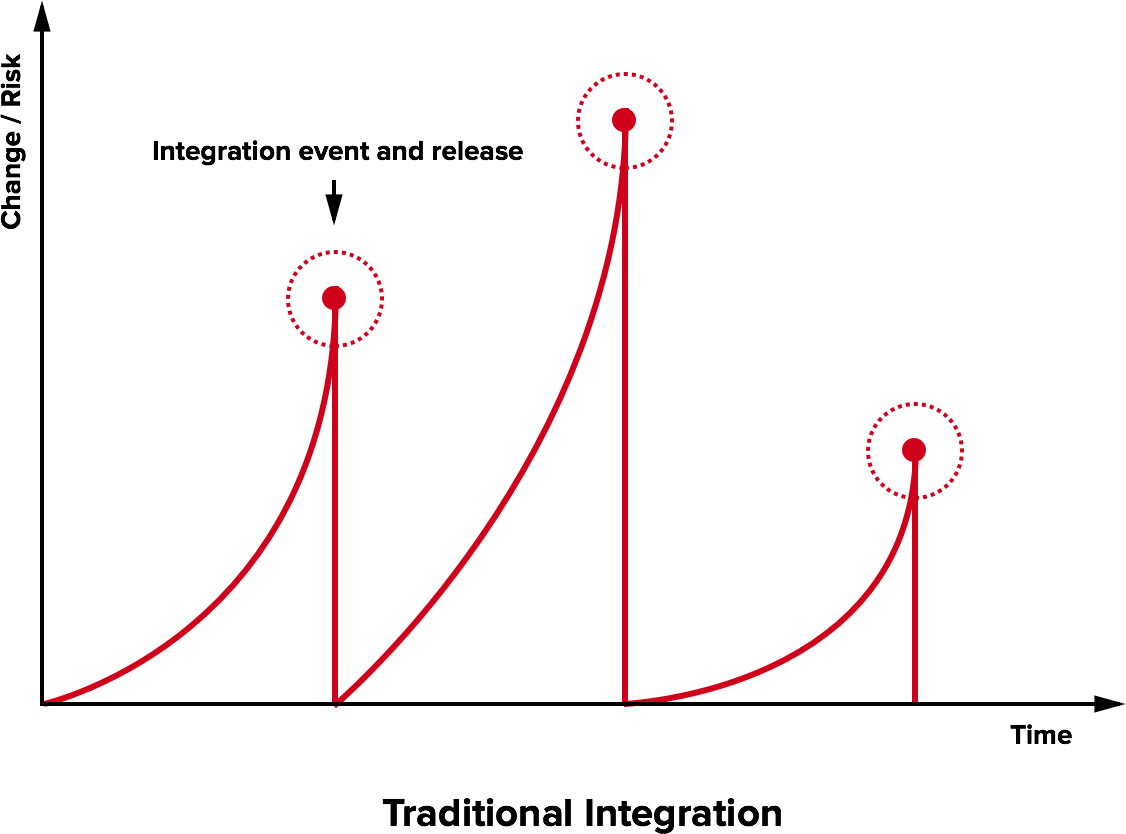 Change / Risk
Integration event and release
Time
Traditional Integration